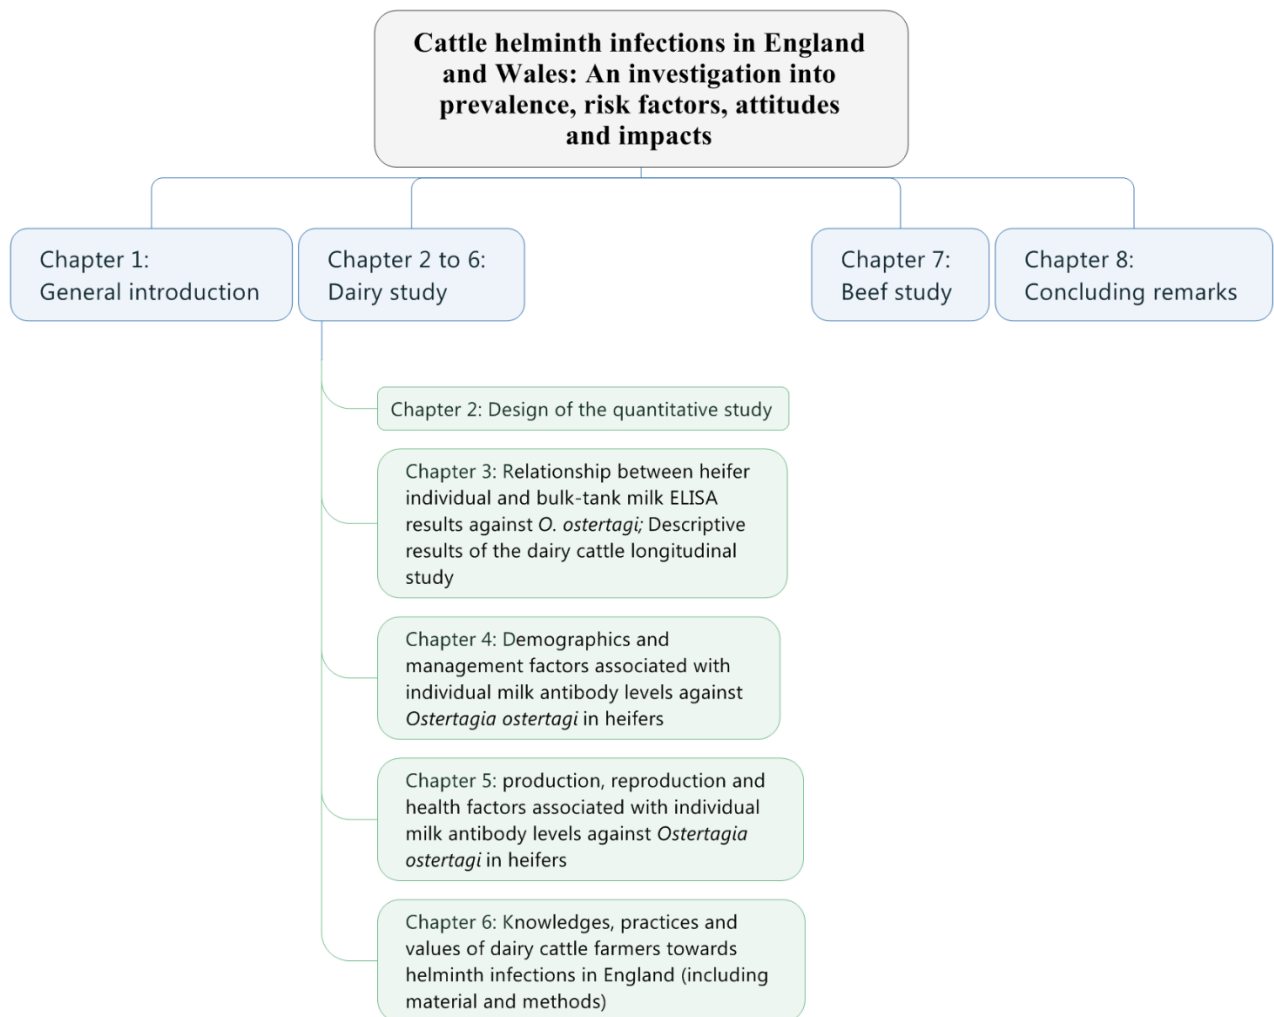 Cattle helminth infections in England
and Wales: An investigation into
prevalence, risk factors, attitudes
and impacts
Chapter 1:
General introduction
Chapter 2 to 6:
Dairy study
Chapter 7:
Beef study
Chapter 8:
Concluding remarks
Chapter 2: Design of the quantitative study
Chapter 3: Relationship between heifer
individual and bulk-tank milk ELISA
results against O. ostertagi; Descriptive
results of the dairy cattle longitudinal
study
Chapter 4: Demographics and
management factors associated with
individual milk antibody levels against
Ostertagia ostertagi in heifers
Chapter 5: production, reproduction and
health factors associated with individual
milk antibody levels against Ostertagia
ostertagi in heifers
Chapter 6: Knowledges, practices and
values of dairy cattle farmers towards
helminth infections in England (including
material and methods)